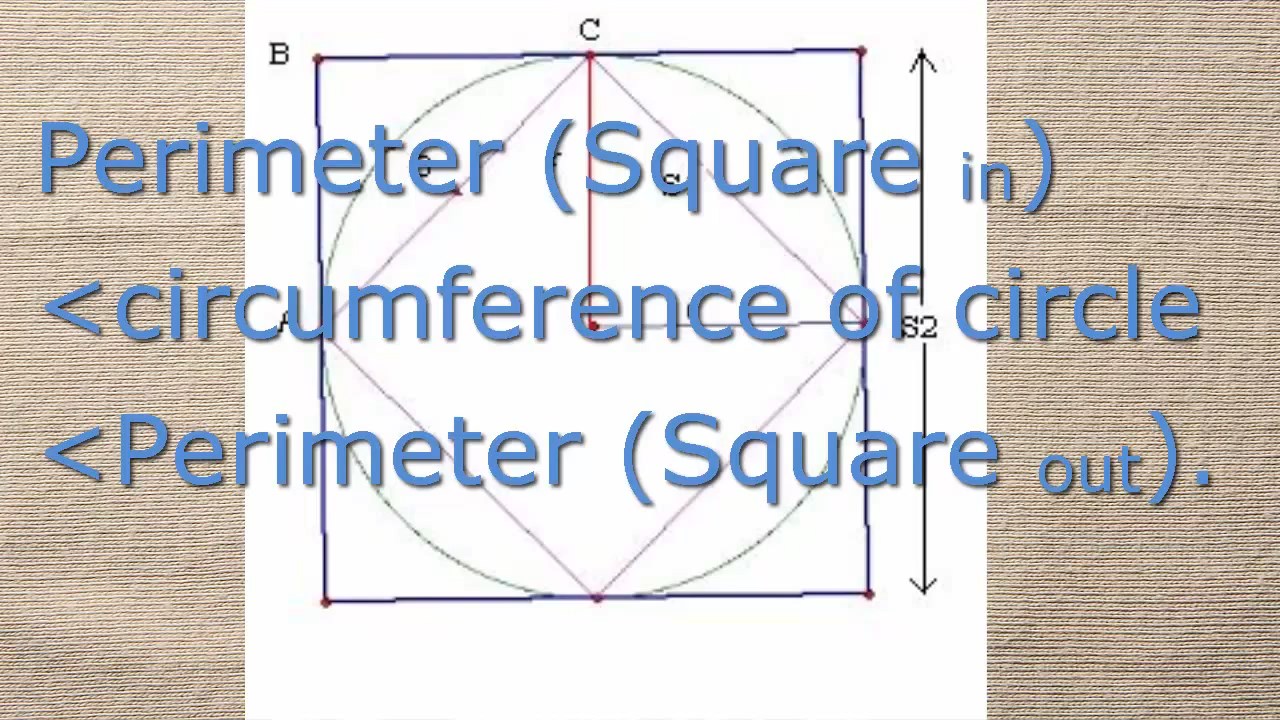 C
B
Perimeter (Square in)
S
<circumference of circle
A
S2
<Perimeter (Square out).